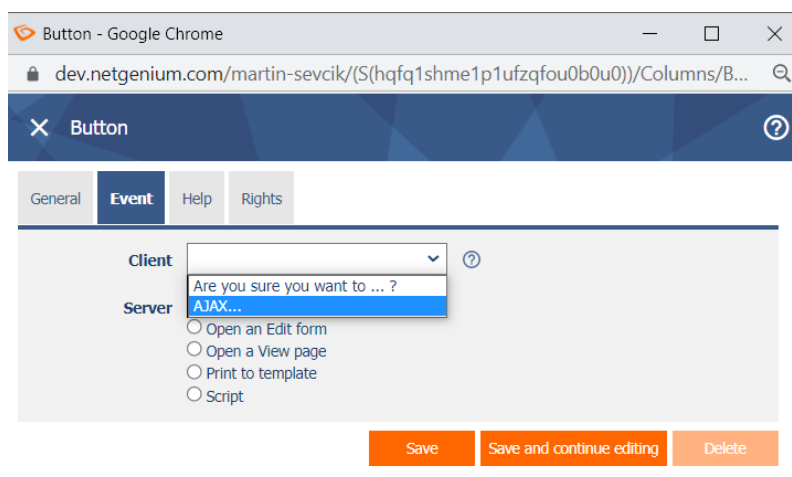 Button - Google Chrome
dev.netgenium.com/martin-sevcik/(S(hqfq1shme1p1ufzqfou0b0u0))/Columns/B...
Button
General Event Help Rights
Client
Are you sure you want to ... ?
Server AJAX...
Open an Edit form
Open a View page
Print to template
Script
Save Save and continue editing Delete